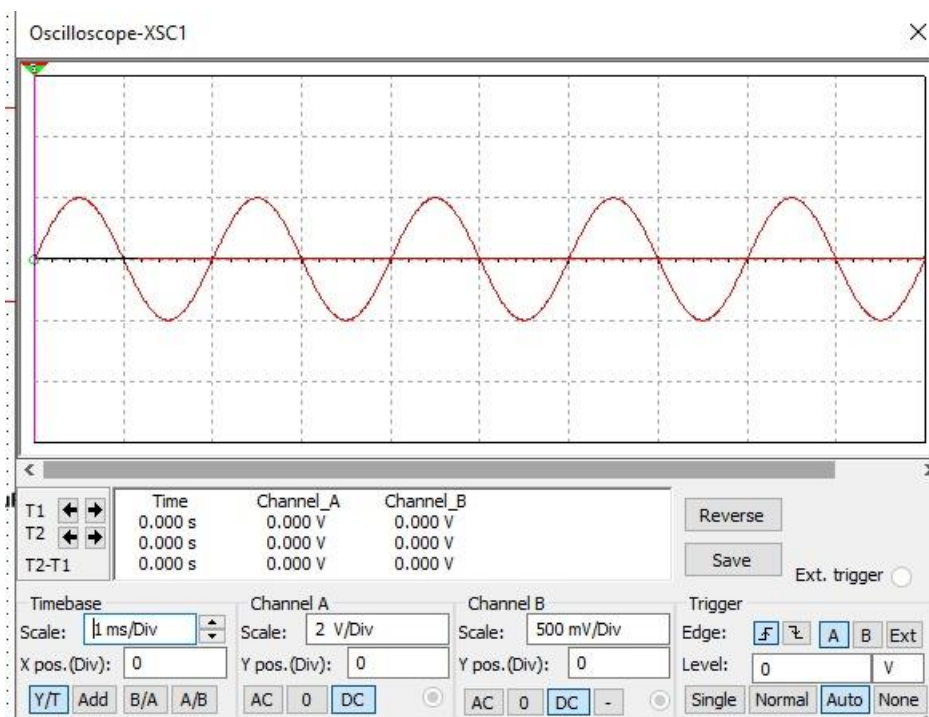 Oscilloscope-XSC1
Time Channel_A Channel_B
T1 0.000 s 0.000 V 0.000 V
T2 0.000 s 0.000 V 0.000 V
T2-T1 0.000 s 0.000 V 0.000 V
Reverse
Save
Ext. trigger
Timebase
Scale: 1 ms/Div
X pos.(Div): 0
Y/T Add B/A A/B
Channel A
Scale: 2 V/Div
Y pos.(Div): 0
AC 0 DC
Channel B
Scale: 500 mV/Div
Y pos.(Div): 0
AC 0 DC -
Trigger
Edge: A B Ext
Level: 0 V
Single Normal Auto None